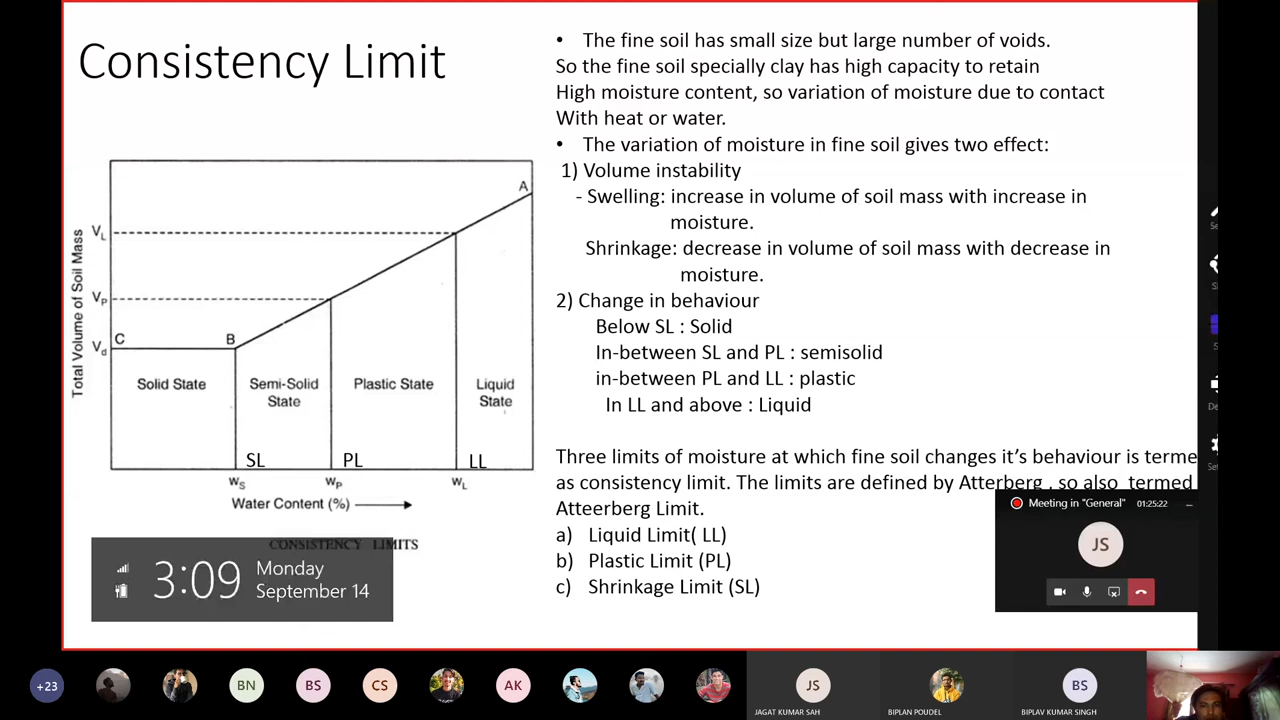 Consistency Limit
• The fine soil has small size but large number of voids.
So the fine soil specially clay has high capacity to retain
High moisture content, so variation of moisture due to contact
With heat or water.
• The variation of moisture in fine soil gives two effect:
1) Volume instability
- Swelling: increase in volume of soil mass with increase in
moisture.
Shrinkage: decrease in volume of soil mass with decrease in
moisture.
2) Change in behaviour
Below SL : Solid
In-between SL and PL : semisolid
in-between PL and LL : plastic
In LL and above : Liquid
Three limits of moisture at which fine soil changes it's behaviour is terme
as consistency limit. The limits are defined by Atterberg , so also termed
Atteerberg Limit.
a) Liquid Limit( LL)
b) Plastic Limit (PL)
c) Shrinkage Limit (SL)
Total Volume of Soil Mass
A
VL
VP
C
B
Vd
Solid State
Semi-Solid
State
Plastic State
Liquid
State
SL
PL
LL
wS
wP
wL
Water Content (%)
CONSISTENCY LIMITS
3:09
Monday
September 14
Meeting in "General"
01:25:22
JS
+23
BN
BS
CS
AK
JS
BS
JAGAT KUMAR SAH
BIPLAN POUDEL
BIPLAV KUMAR SINGH